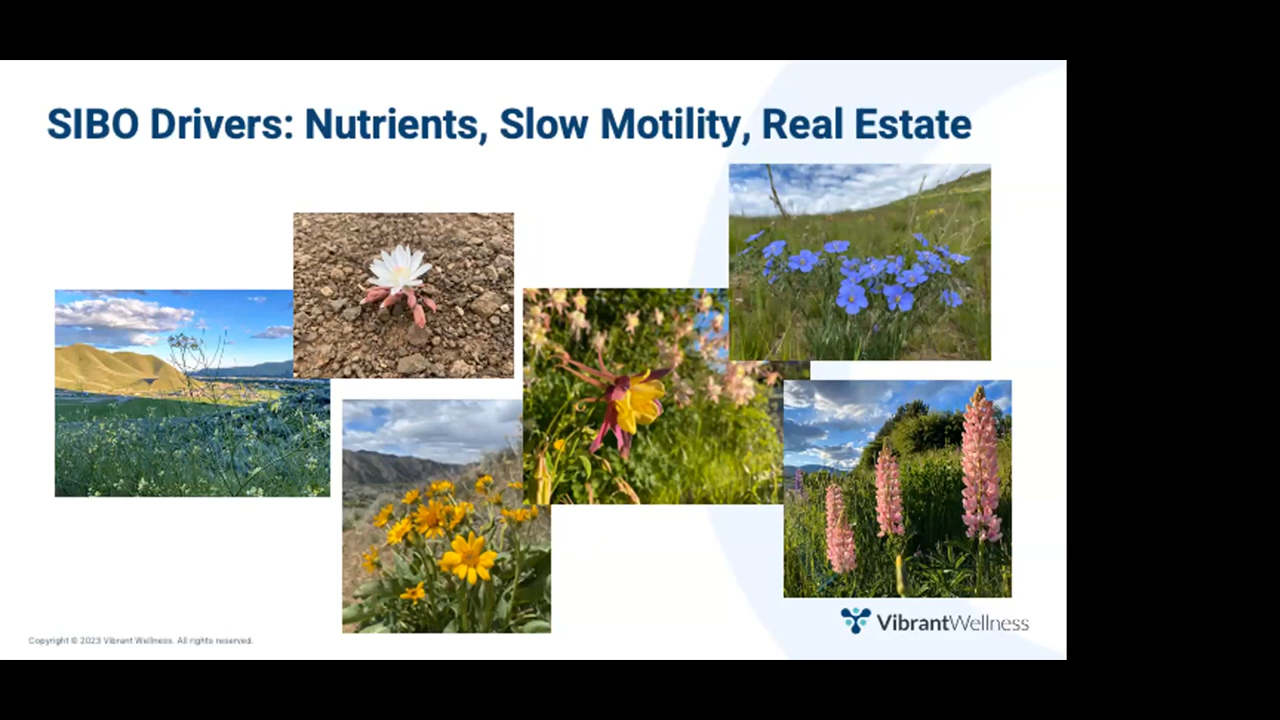 SIBO Drivers: Nutrients, Slow Motility, Real Estate
VibrantWellness
Copyright © 2023 Vibrant Wellness. All rights reserved.